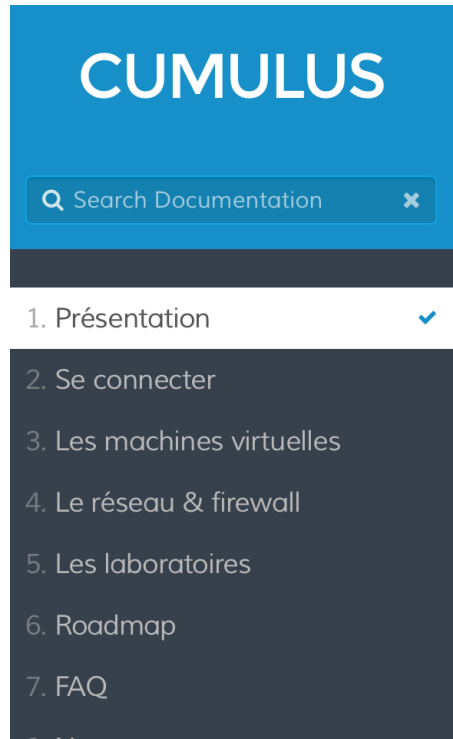 CUMULUS
Search Documentation
1. Présentation
2. Se connecter
3. Les machines virtuelles
4. Le réseau & firewall
5. Les laboratoires
6. Roadmap
7. FAQ